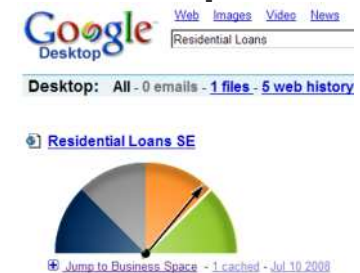 Web Images Video News
Google
Desktop
Residential Loans
Desktop: All - 0 emails - 1 files - 5 web history
Residential Loans SE
Jump to Business Space - 1 cached - Jul 10 2008